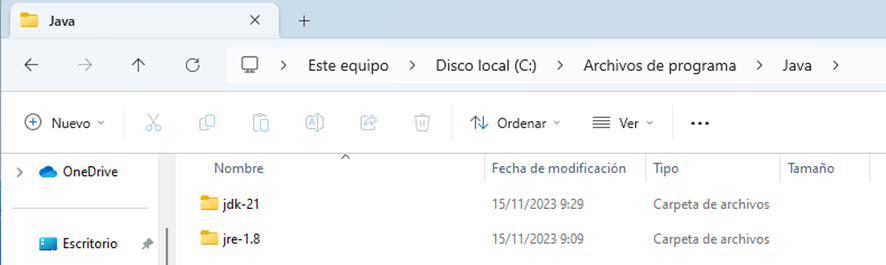 Java
Este equipo Disco local (C:) Archivos de programa Java
Nuevo Ordenar Ver
Nombre Fecha de modificación Tipo Tamaño
OneDrive
jdk-21 15/11/2023 9:29 Carpeta de archivos
Escritorio
jre-1.8 15/11/2023 9:09 Carpeta de archivos